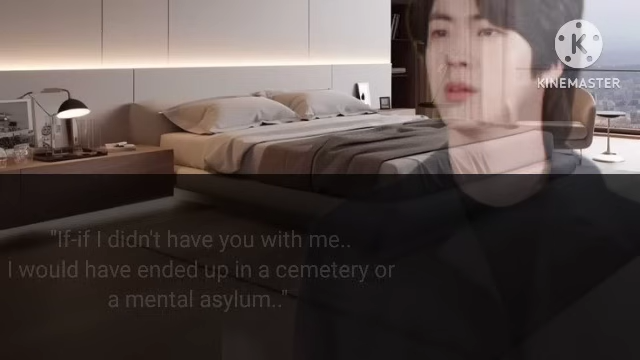 KINEMASTER
"If-if I didn't have you with me..
I would have ended up in a cemetery or
a mental asylum.."